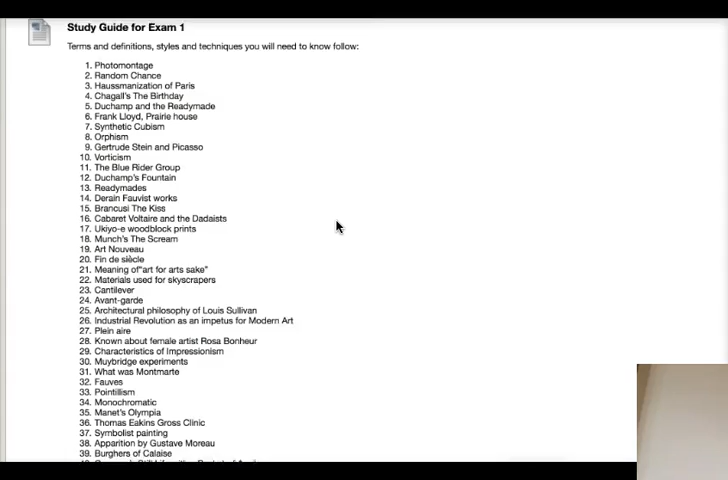 Study Guide for Exam 1
Terms and definitions, styles and techniques you will need to know follow:
1. Photomontage
2. Random Chance
3. Haussmanization of Paris
4. Chagall's The Birthday
5. Duchamp and the Readymade
6. Frank Lloyd, Prairie house
7. Synthetic Cubism
8. Orphism
9. Gertrude Stein and Picasso
10. Vorticism
11. The Blue Rider Group
12. Duchamp's Fountain
13. Readymades
14. Derain Fauvist works
15. Brancusi The Kiss
16. Cabaret Voltaire and the Dadaists
17. Ukiyo-e woodblock prints
18. Munch's The Scream
19. Art Nouveau
20. Fin de siècle
21. Meaning of"art for arts sake"
22. Materials used for skyscrapers
23. Cantilever
24. Avant-garde
25. Architectural philosophy of Louis Sullivan
26. Industrial Revolution as an impetus for Modern Art
27. Plein aire
28. Known about female artist Rosa Bonheur
29. Characteristics of Impressionism
30. Muybridge experiments
31. What was Montmarte
32. Fauves
33. Pointillism
34. Monochromatic
35. Manet's Olympia
36. Thomas Eakins Gross Clinic
37. Symbolist painting
38. Apparition by Gustave Moreau
39. Burghers of Calaise